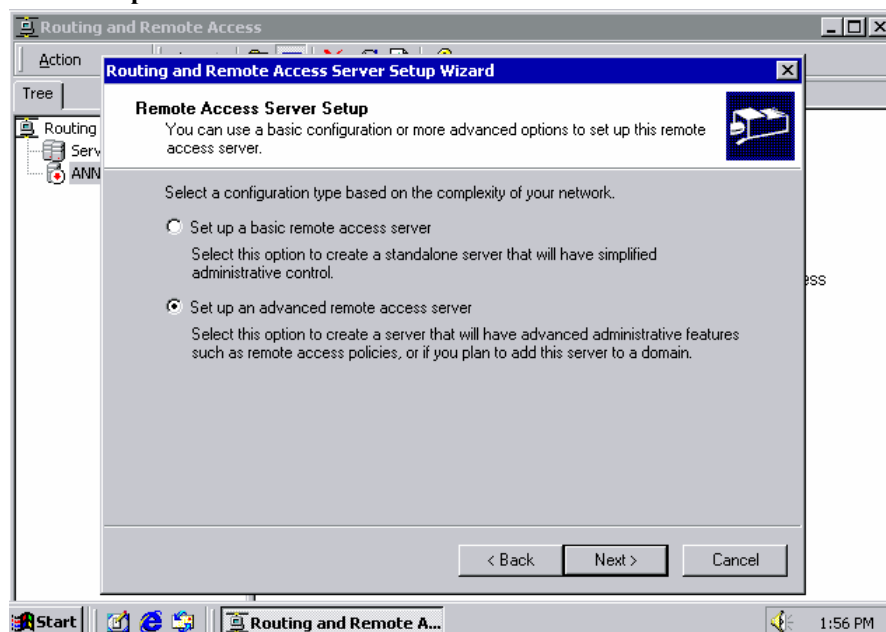 Routing and Remote Access
Action
Routing and Remote Access Server Setup Wizard
Tree
Remote Access Server Setup
You can use a basic configuration or more advanced options to set up this remote
access server.
Routing
Serv
ANN
Select a configuration type based on the complexity of your network.
Set up a basic remote access server
Select this option to create a standalone server that will have simplified
administrative control.
ess
Set up an advanced remote access server
Select this option to create a server that will have advanced administrative features
such as remote access policies, or if you plan to add this server to a domain.
< Back
Next >
Cancel
Start
Routing and Remote A...
1:56 PM